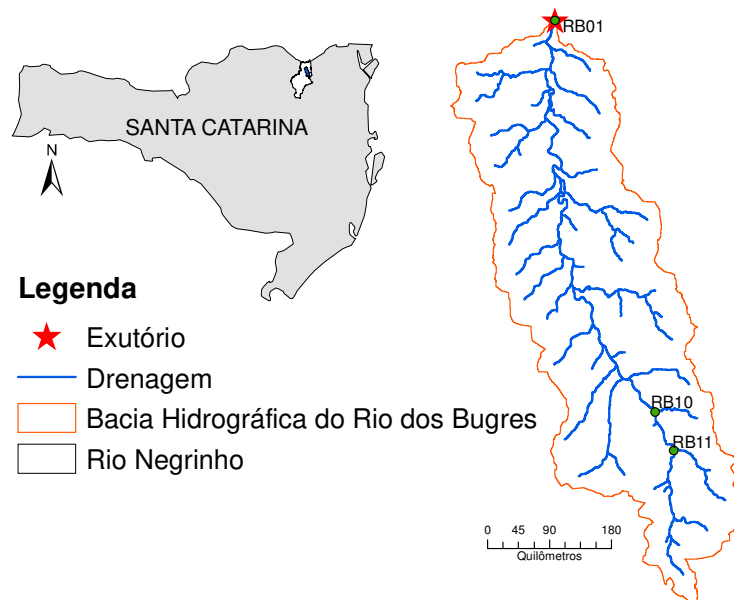 RB01
SANTA CATARINA
N
Legenda
Exutório
Drenagem
Bacia Hidrográfica do Rio dos Bugres
Rio Negrinho
RB10
RB11
0 45 90 180
Quilômetros